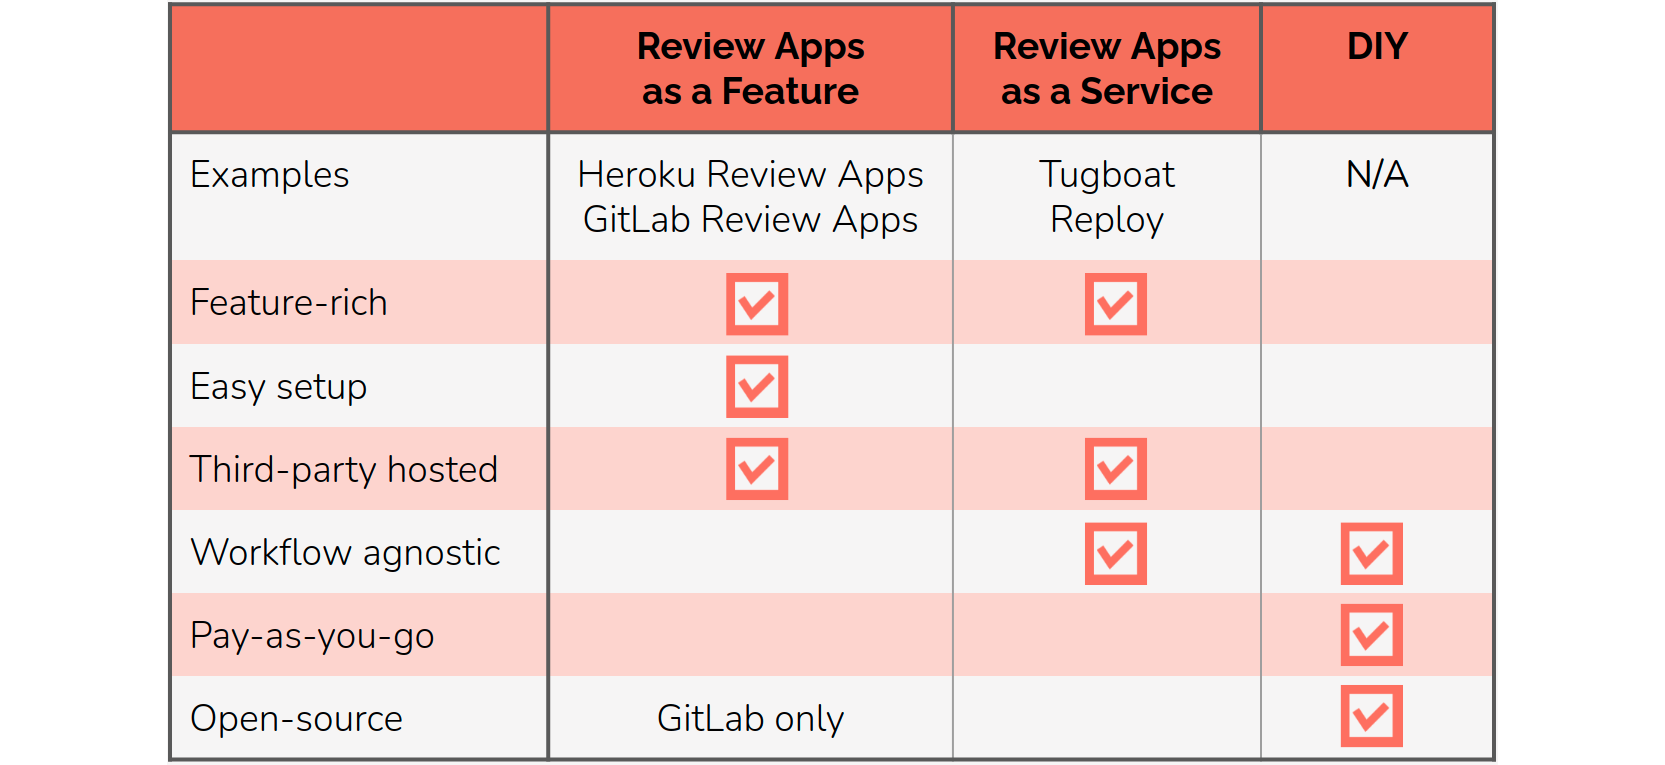 Review Apps
as a Feature
Review Apps
as a Service
DIY
Examples
Heroku Review Apps
GitLab Review Apps
Tugboat
Reploy
N/A
Feature-rich
Easy setup
Third-party hosted
Workflow agnostic
Pay-as-you-go
Open-source
GitLab only